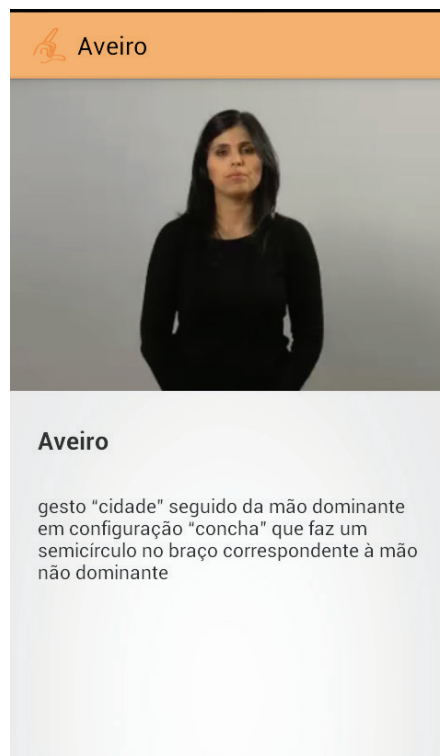 Aveiro
Aveiro
gesto “cidade” seguido da mão dominante
em configuração “concha” que faz um
semicírculo no braço correspondente à mão
não dominante